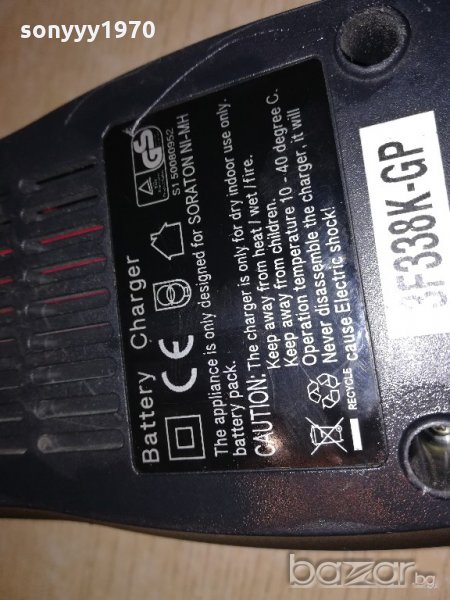 sonyyy1970
Battery Charger
CE
GS
S1 50080952
The appliance is only designed for SORATON NI-MH
battery pack.
CAUTION: The charger is only for dry indoor use only.
Keep away from heat / wet / fire.
Keep away from children.
Operation temperature 10 - 40 degree C.
Never disassemble the charger, it will
cause Electric shock!
RECYCLE
3F338K-GP
bazar.bg